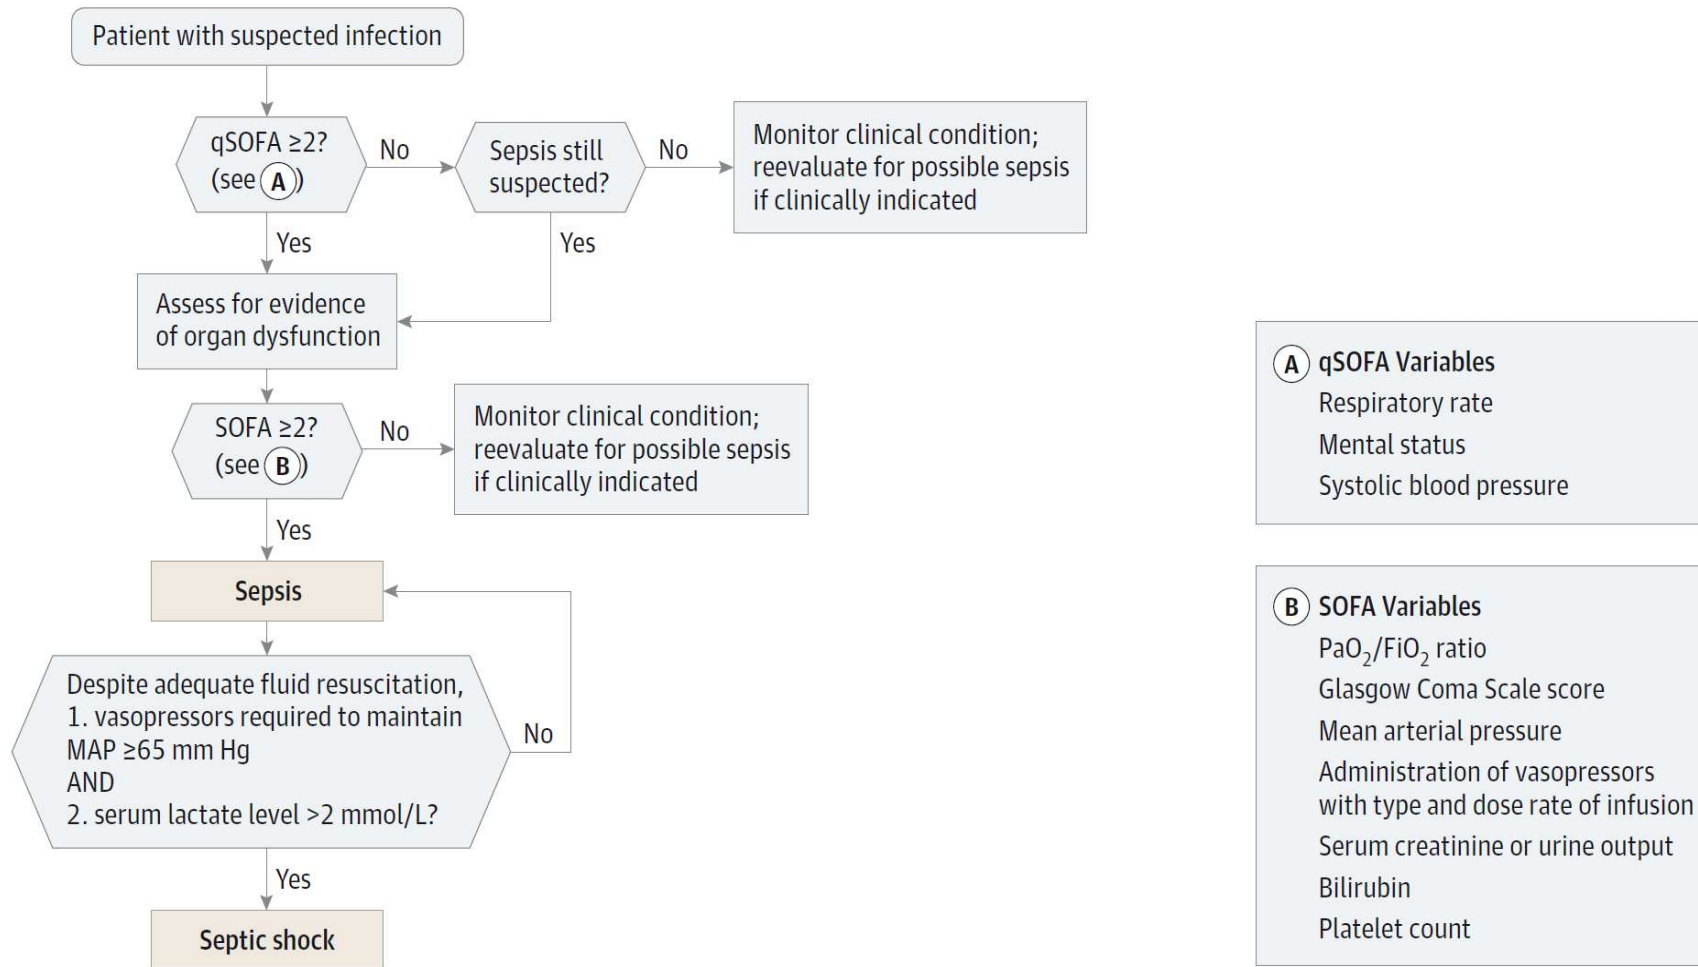 Patient with suspected infection
qSOFA ≥2?
(see A)
No
Sepsis still
suspected?
No
Monitor clinical condition;
reevaluate for possible sepsis
if clinically indicated
Yes
Yes
Assess for evidence
of organ dysfunction
SOFA ≥2?
(see B)
No
Monitor clinical condition;
reevaluate for possible sepsis
if clinically indicated
Yes
Sepsis
Despite adequate fluid resuscitation,
1. vasopressors required to maintain
MAP ≥65 mm Hg
AND
2. serum lactate level >2 mmol/L?
No
Yes
Septic shock
A qSOFA Variables
Respiratory rate
Mental status
Systolic blood pressure
B SOFA Variables
PaO₂/FiO₂ ratio
Glasgow Coma Scale score
Mean arterial pressure
Administration of vasopressors
with type and dose rate of infusion
Serum creatinine or urine output
Bilirubin
Platelet count